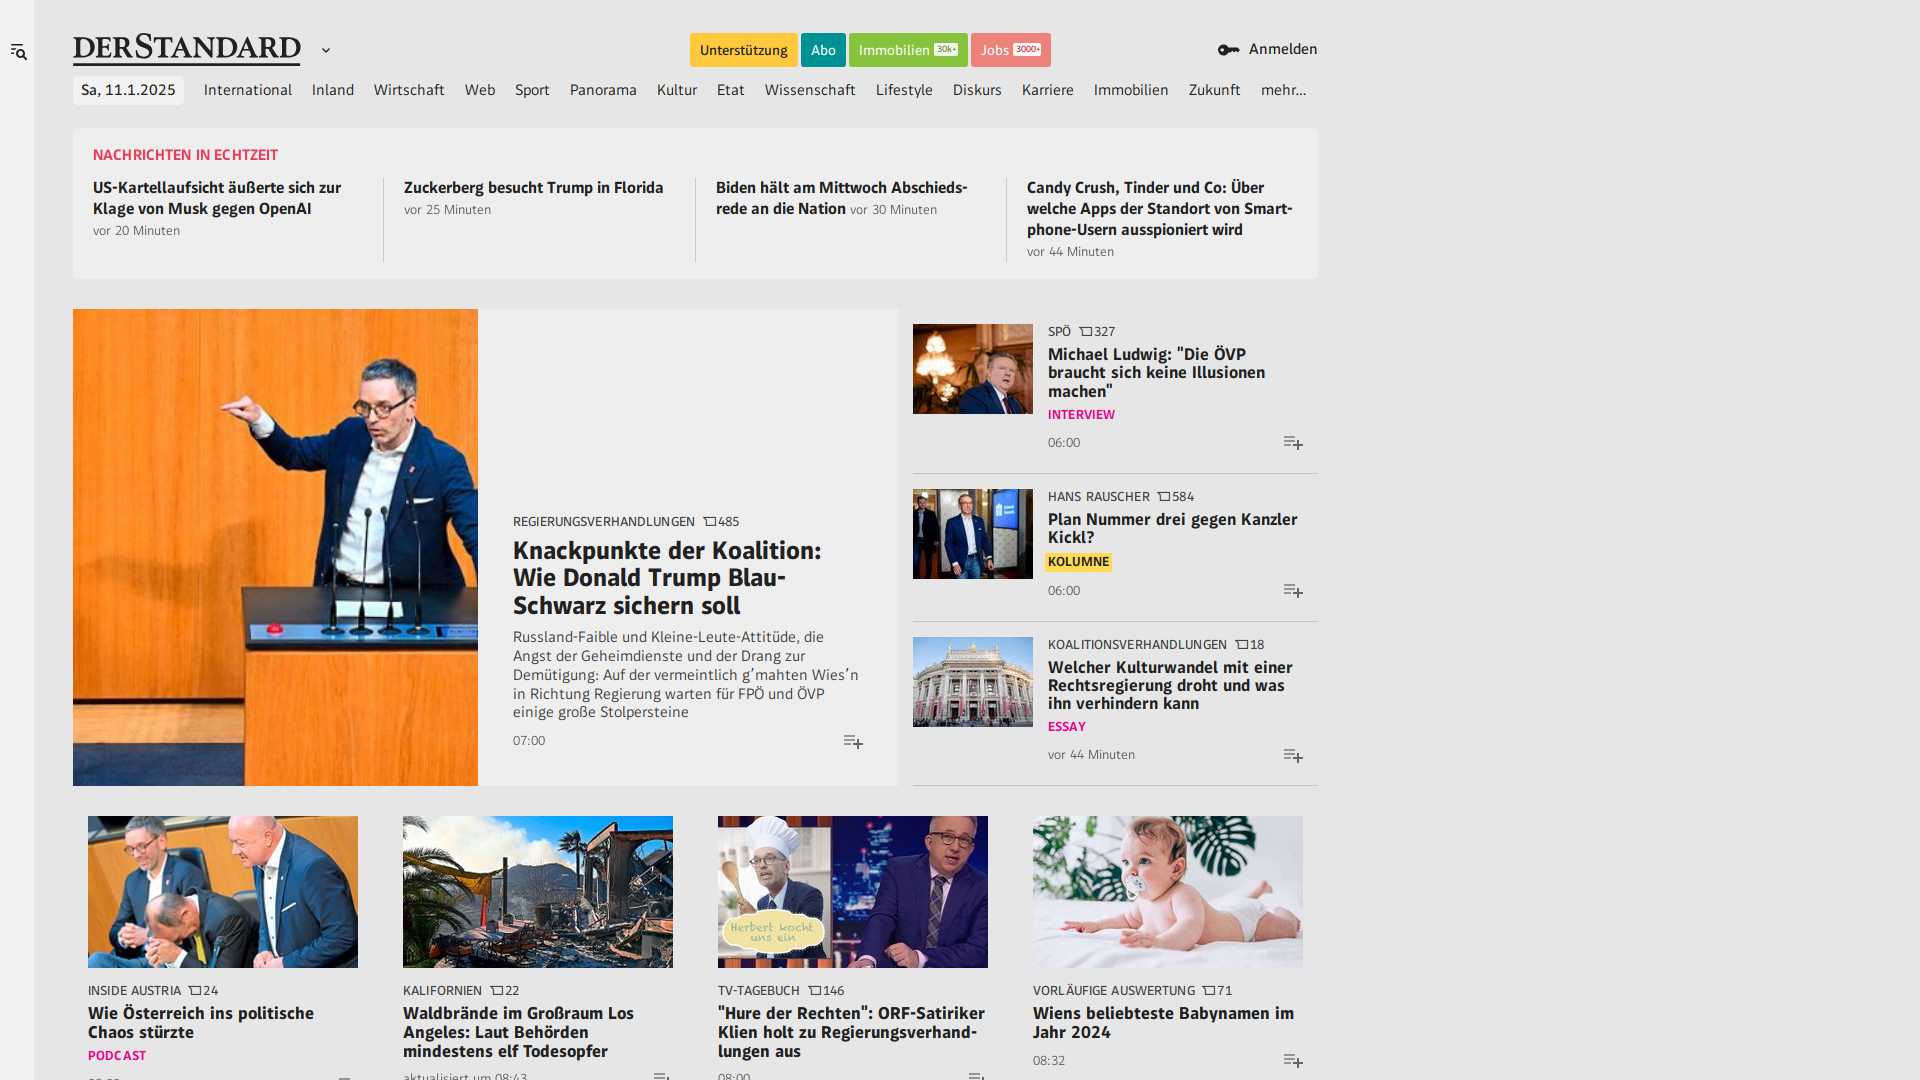 DERSTANDARD
Unterstützung
Abo
Immobilien 30k+
Jobs 3000+
Anmelden
Sa, 11.1.2025
International
Inland
Wirtschaft
Web
Sport
Panorama
Kultur
Etat
Wissenschaft
Lifestyle
Diskurs
Karriere
Immobilien
Zukunft
mehr...
NACHRICHTEN IN ECHTZEIT
US-Kartellaufsicht äußerte sich zur
Klage von Musk gegen OpenAI
vor 20 Minuten
Zuckerberg besucht Trump in Florida
vor 25 Minuten
Biden hält am Mittwoch Abschieds-
rede an die Nation vor 30 Minuten
Candy Crush, Tinder und Co: Über
welche Apps der Standort von Smart-
phone-Usern ausspioniert wird
vor 44 Minuten
REGIERUNGSVERHANDLUNGEN 485
Knackpunkte der Koalition:
Wie Donald Trump Blau-
Schwarz sichern soll
Russland-Faible und Kleine-Leute-Attitüde, die
Angst der Geheimdienste und der Drang zur
Demütigung: Auf der vermeintlich g′mahten Wies′n
in Richtung Regierung warten für FPÖ und ÖVP
einige große Stolpersteine
07:00
SPÖ 327
Michael Ludwig: "Die ÖVP
braucht sich keine Illusionen
machen"
INTERVIEW
06:00
HANS RAUSCHER 584
Plan Nummer drei gegen Kanzler
Kickl?
KOLUMNE
06:00
KOALITIONSVERHANDLUNGEN 18
Welcher Kulturwandel mit einer
Rechtsregierung droht und was
ihn verhindern kann
ESSAY
vor 44 Minuten
INSIDE AUSTRIA 24
Wie Österreich ins politische
Chaos stürzte
PODCAST
KALIFORNIEN 22
Waldbrände im Großraum Los
Angeles: Laut Behörden
mindestens elf Todesopfer
aktualisiert um 08:43
Herbert kocht
uns ein
TV-TAGEBUCH 146
"Hure der Rechten": ORF-Satiriker
Klien holt zu Regierungsverhand-
lungen aus
08:00
VORLÄUFIGE AUSWERTUNG 71
Wiens beliebteste Babynamen im
Jahr 2024
08:32